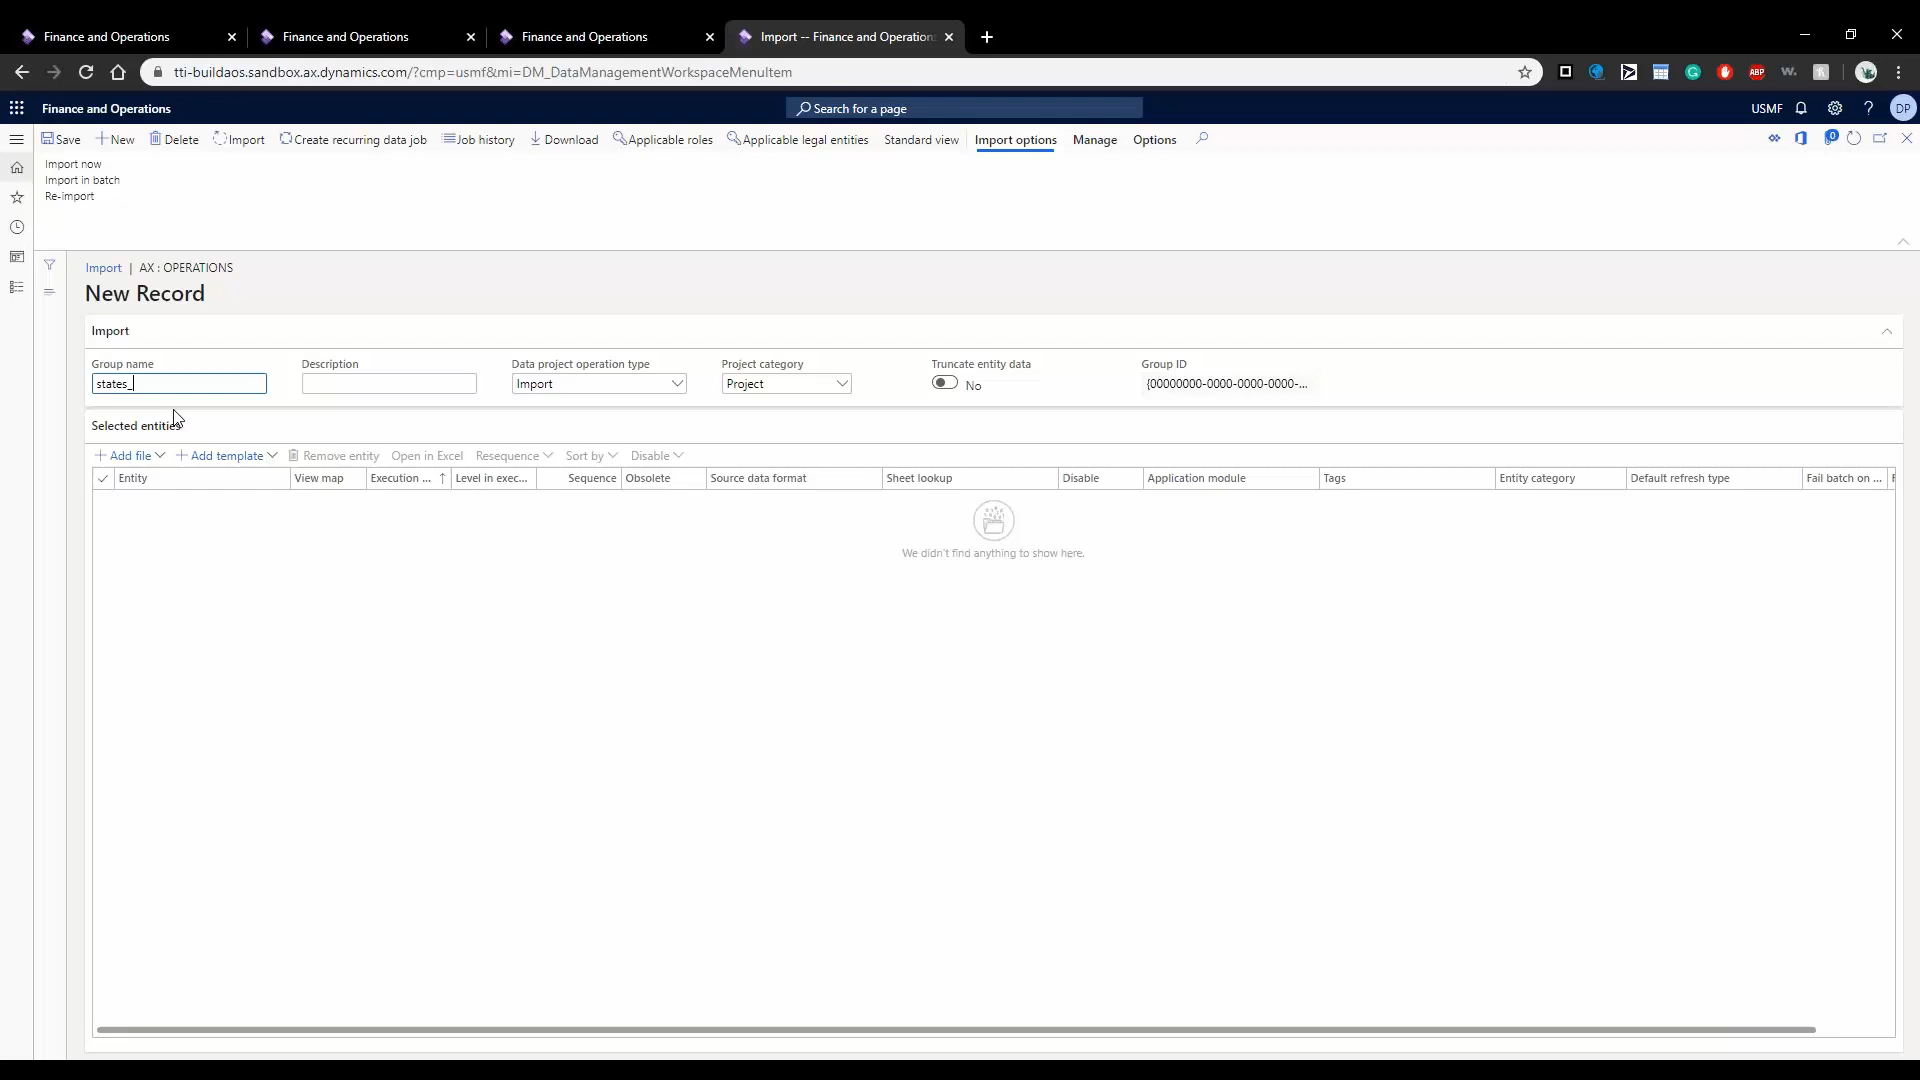 Finance and Operations
Finance and Operations
Finance and Operations
Import -- Finance and Operation
tti-buildaos.sandbox.ax.dynamics.com/?cmp=usmf&mi=DM_DataManagementWorkspaceMenuItem
ABP
Finance and Operations
Search for a page
USMF
?
DP
Save
New
Delete
Import
Create recurring data job
Job history
Download
Applicable roles
Applicable legal entities
Standard view
Import options
Manage
Options
0
Import now
Import in batch
Re-import
Import | AX : OPERATIONS
New Record
Import
Group name
Description
Data project operation type
Project category
Truncate entity data
Group ID
states_
Import
Project
No
{00000000-0000-0000-0000-...
Selected entities
Add file
Add template
Remove entity
Open in Excel
Resequence
Sort by
Disable
Entity
View map
Execution ...
Level in exec...
Sequence
Obsolete
Source data format
Sheet lookup
Disable
Application module
Tags
Entity category
Default refresh type
Fail batch on ...
We didn't find anything to show here.